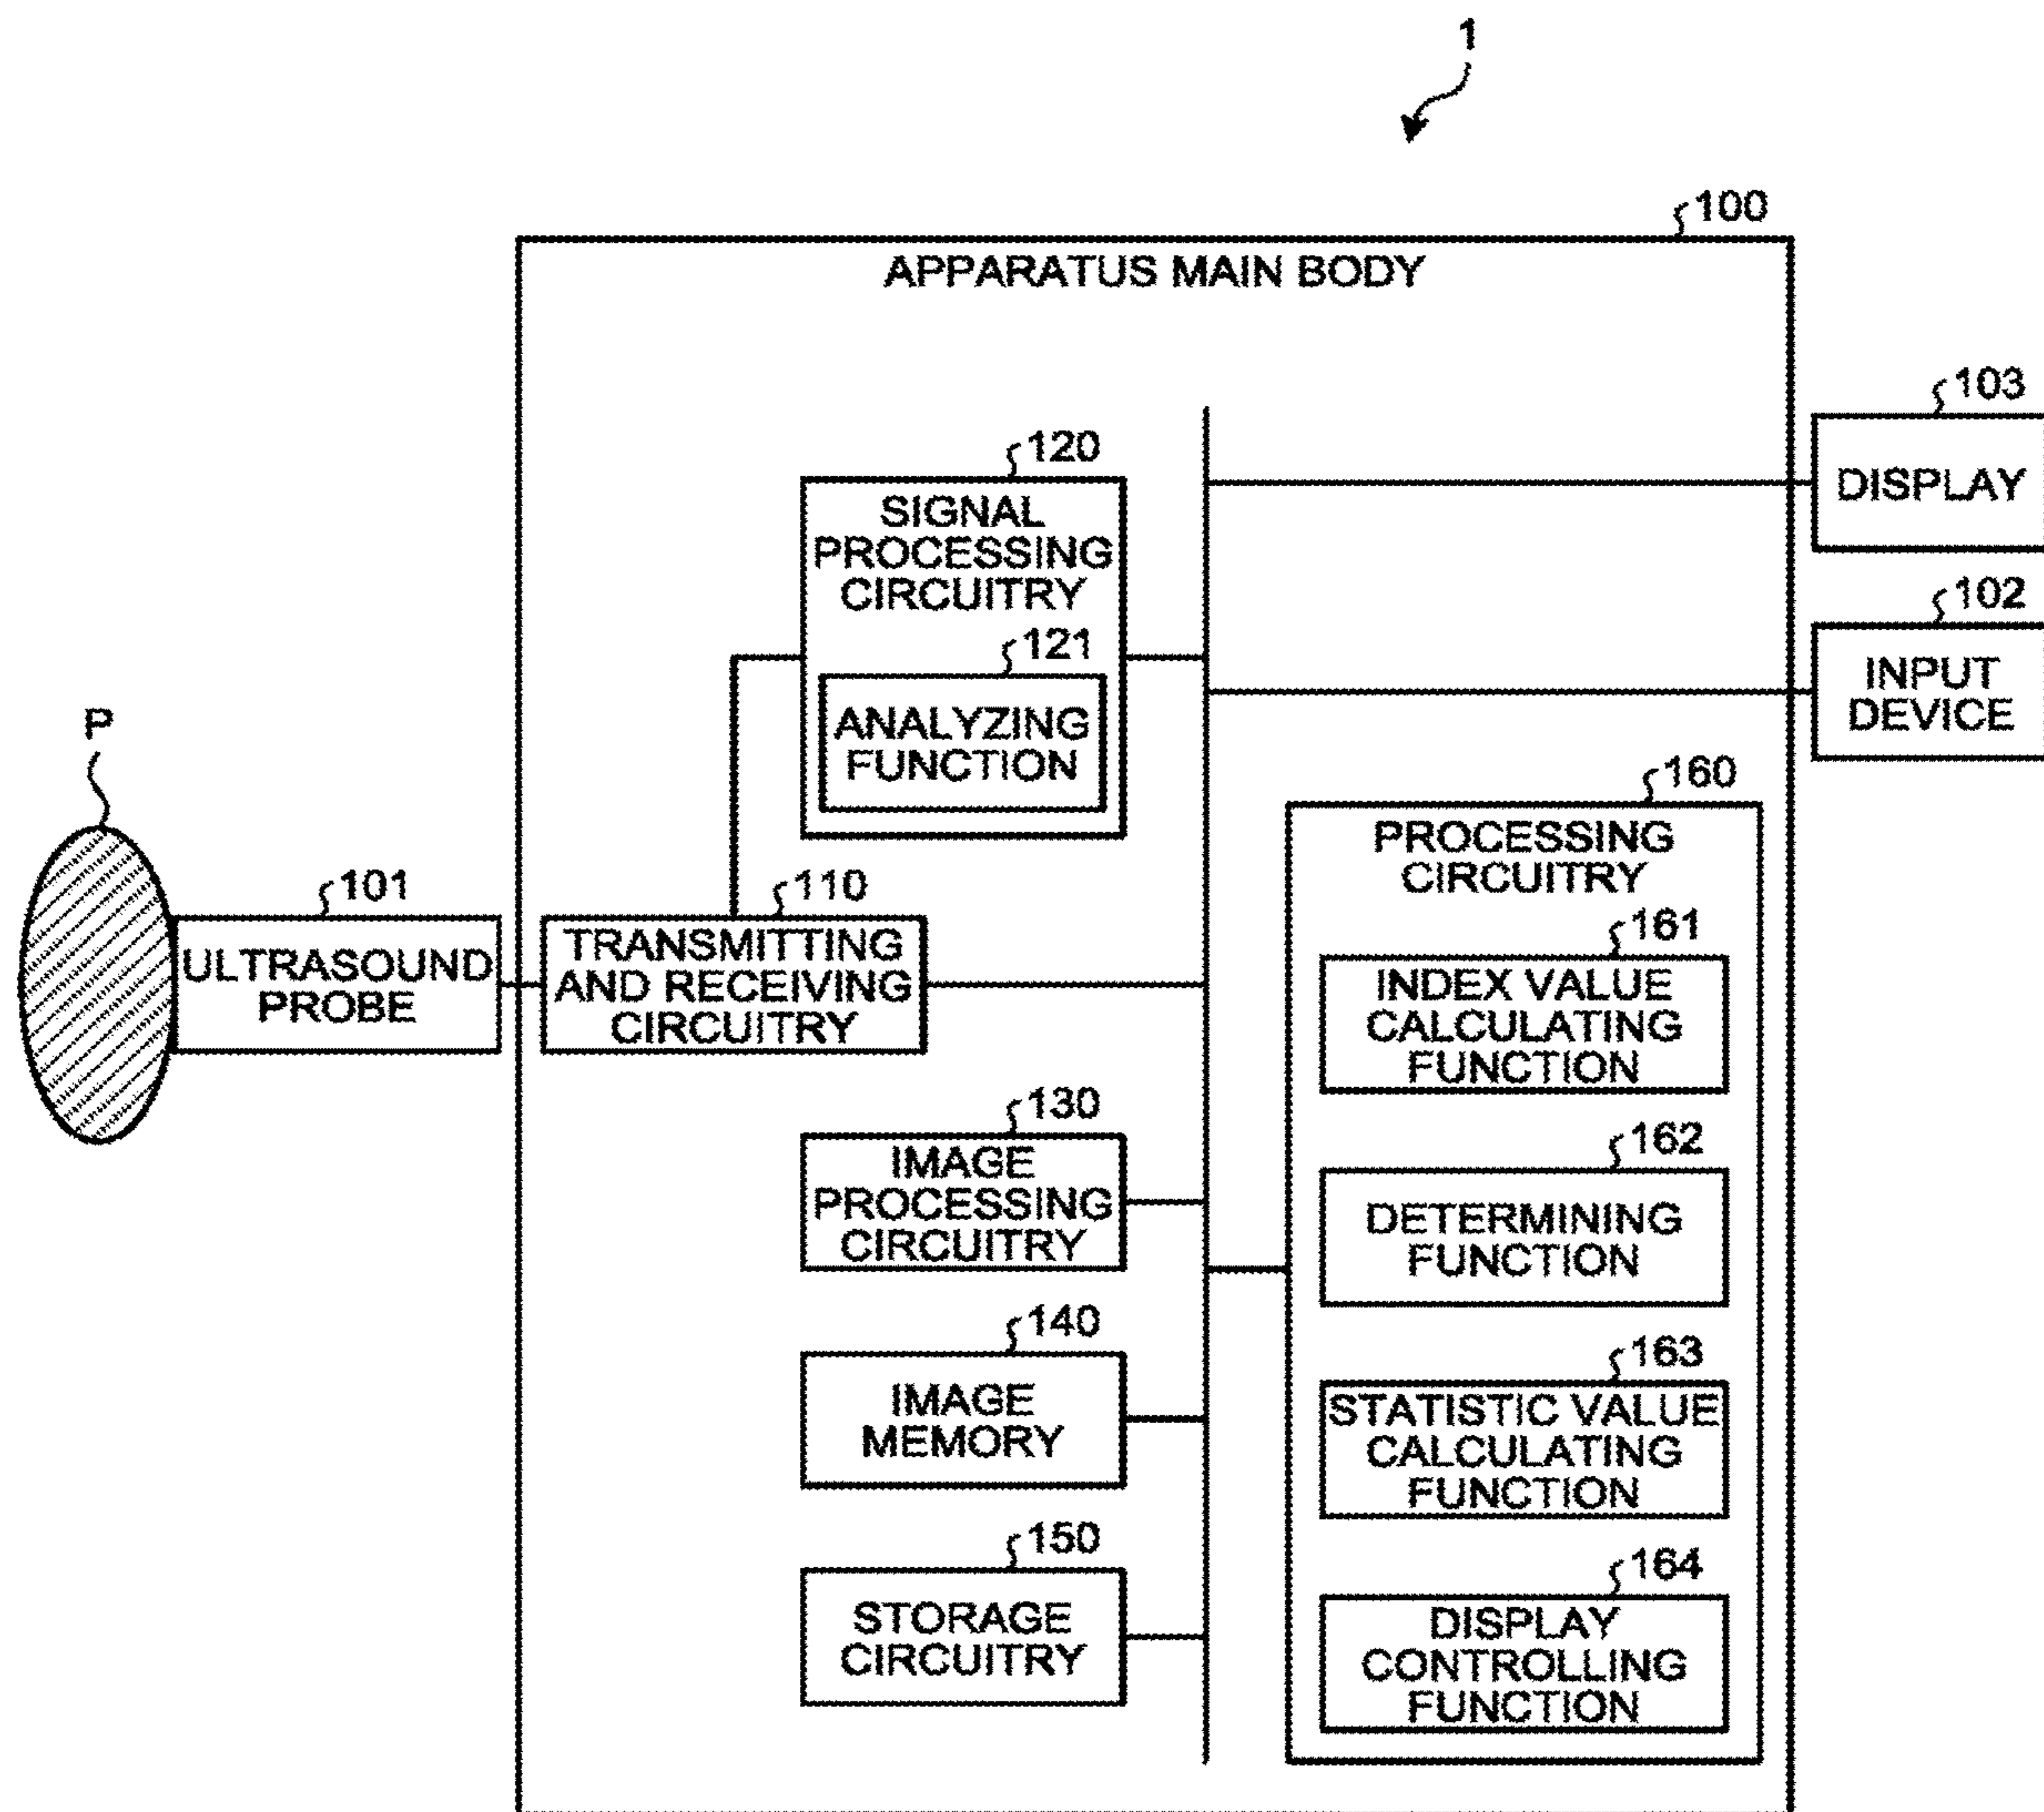 1
100
APPARATUS MAIN BODY
103
DISPLAY
102
INPUT
DEVICE
120
SIGNAL
PROCESSING
CIRCUITRY
121
ANALYZING
FUNCTION
P
101
ULTRASOUND
PROBE
110
TRANSMITTING
AND RECEIVING
CIRCUITRY
130
IMAGE
PROCESSING
CIRCUITRY
140
IMAGE
MEMORY
150
STORAGE
CIRCUITRY
160
PROCESSING
CIRCUITRY
161
INDEX VALUE
CALCULATING
FUNCTION
162
DETERMINING
FUNCTION
163
STATISTIC VALUE
CALCULATING
FUNCTION
164
DISPLAY
CONTROLLING
FUNCTION